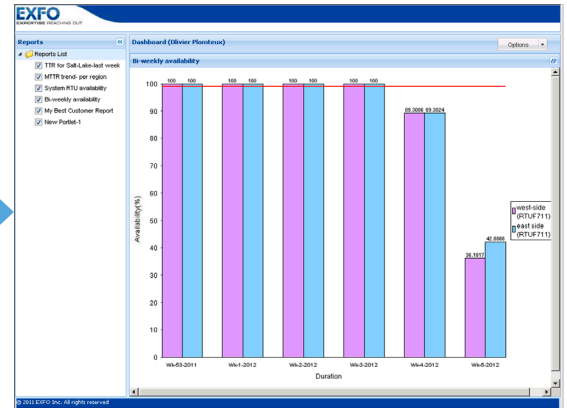 EXFO
EXPERTISE REACHING OUT
Reports
Dashboard (Olivier Plomteux)
Options
Reports List
TTR for Salt-Lake-last week
MTTR trend- per region
System RTU availability
Bi-weekly availability
My Best Customer Report
New Portlet-1
Bi-weekly availability
100
90
80
70
60
50
40
30
20
10
0
Availability(%)
100 100 100 100 100 100 100 100
89.3086 89.3024
36.1017
42.0866
west-side
(RTUF711)
east side
(RTUF711)
Wk-53-2011 Wk-1-2012 Wk-2-2012 Wk-3-2012 Wk-4-2012 Wk-5-2012
Duration
© 2011 EXFO Inc. All rights reserved